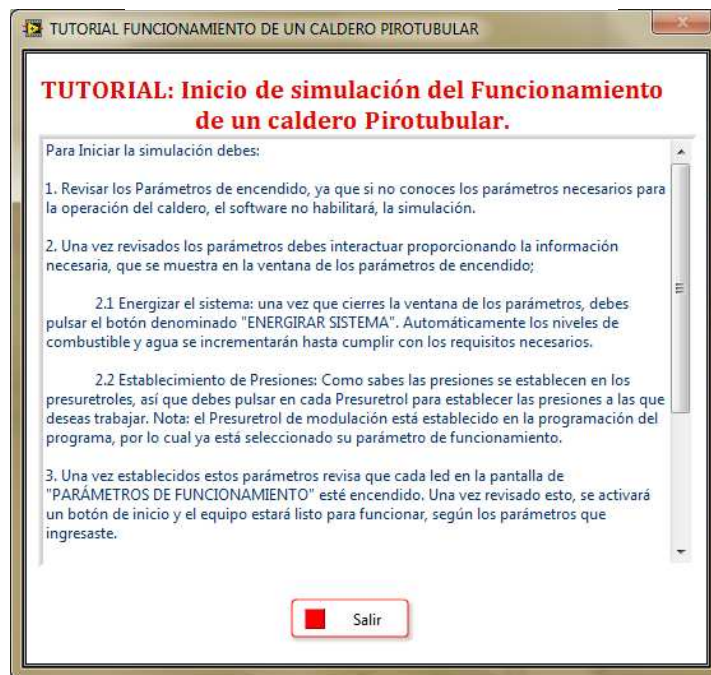 TUTORIAL FUNCIONAMIENTO DE UN CALDERO PIROTUBULAR
TUTORIAL: Inicio de simulación del Funcionamiento
de un caldero Pirotubular.
Para Iniciar la simulación debes:
1. Revisar los Parámetros de encendido, ya que si no conoces los parámetros necesarios para
la operación del caldero, el software no habilitará, la simulación.
2. Una vez revisados los parámetros debes interactuar proporcionando la información
necesaria, que se muestra en la ventana de los parámetros de encendido;
2.1 Energizar el sistema: una vez que cierres la ventana de los parámetros, debes
pulsar el botón denominado "ENERGIRAR SISTEMA". Automáticamente los niveles de
combustible y agua se incrementarán hasta cumplir con los requisitos necesarios.
2.2 Establecimiento de Presiones: Como sabes las presiones se establecen en los
presuretroles, así que debes pulsar en cada Presuretrol para establecer las presiones a las que
deseas trabajar. Nota: el Presuretrol de modulación está establecido en la programación del
programa, por lo cual ya está seleccionado su parámetro de funcionamiento.
3. Una vez establecidos estos parámetros revisa que cada led en la pantalla de
"PARÁMETROS DE FUNCIONAMIENTO" esté encendido. Una vez revisado esto, se activará
un botón de inicio y el equipo estará listo para funcionar, según los parámetros que
ingresaste.
Salir